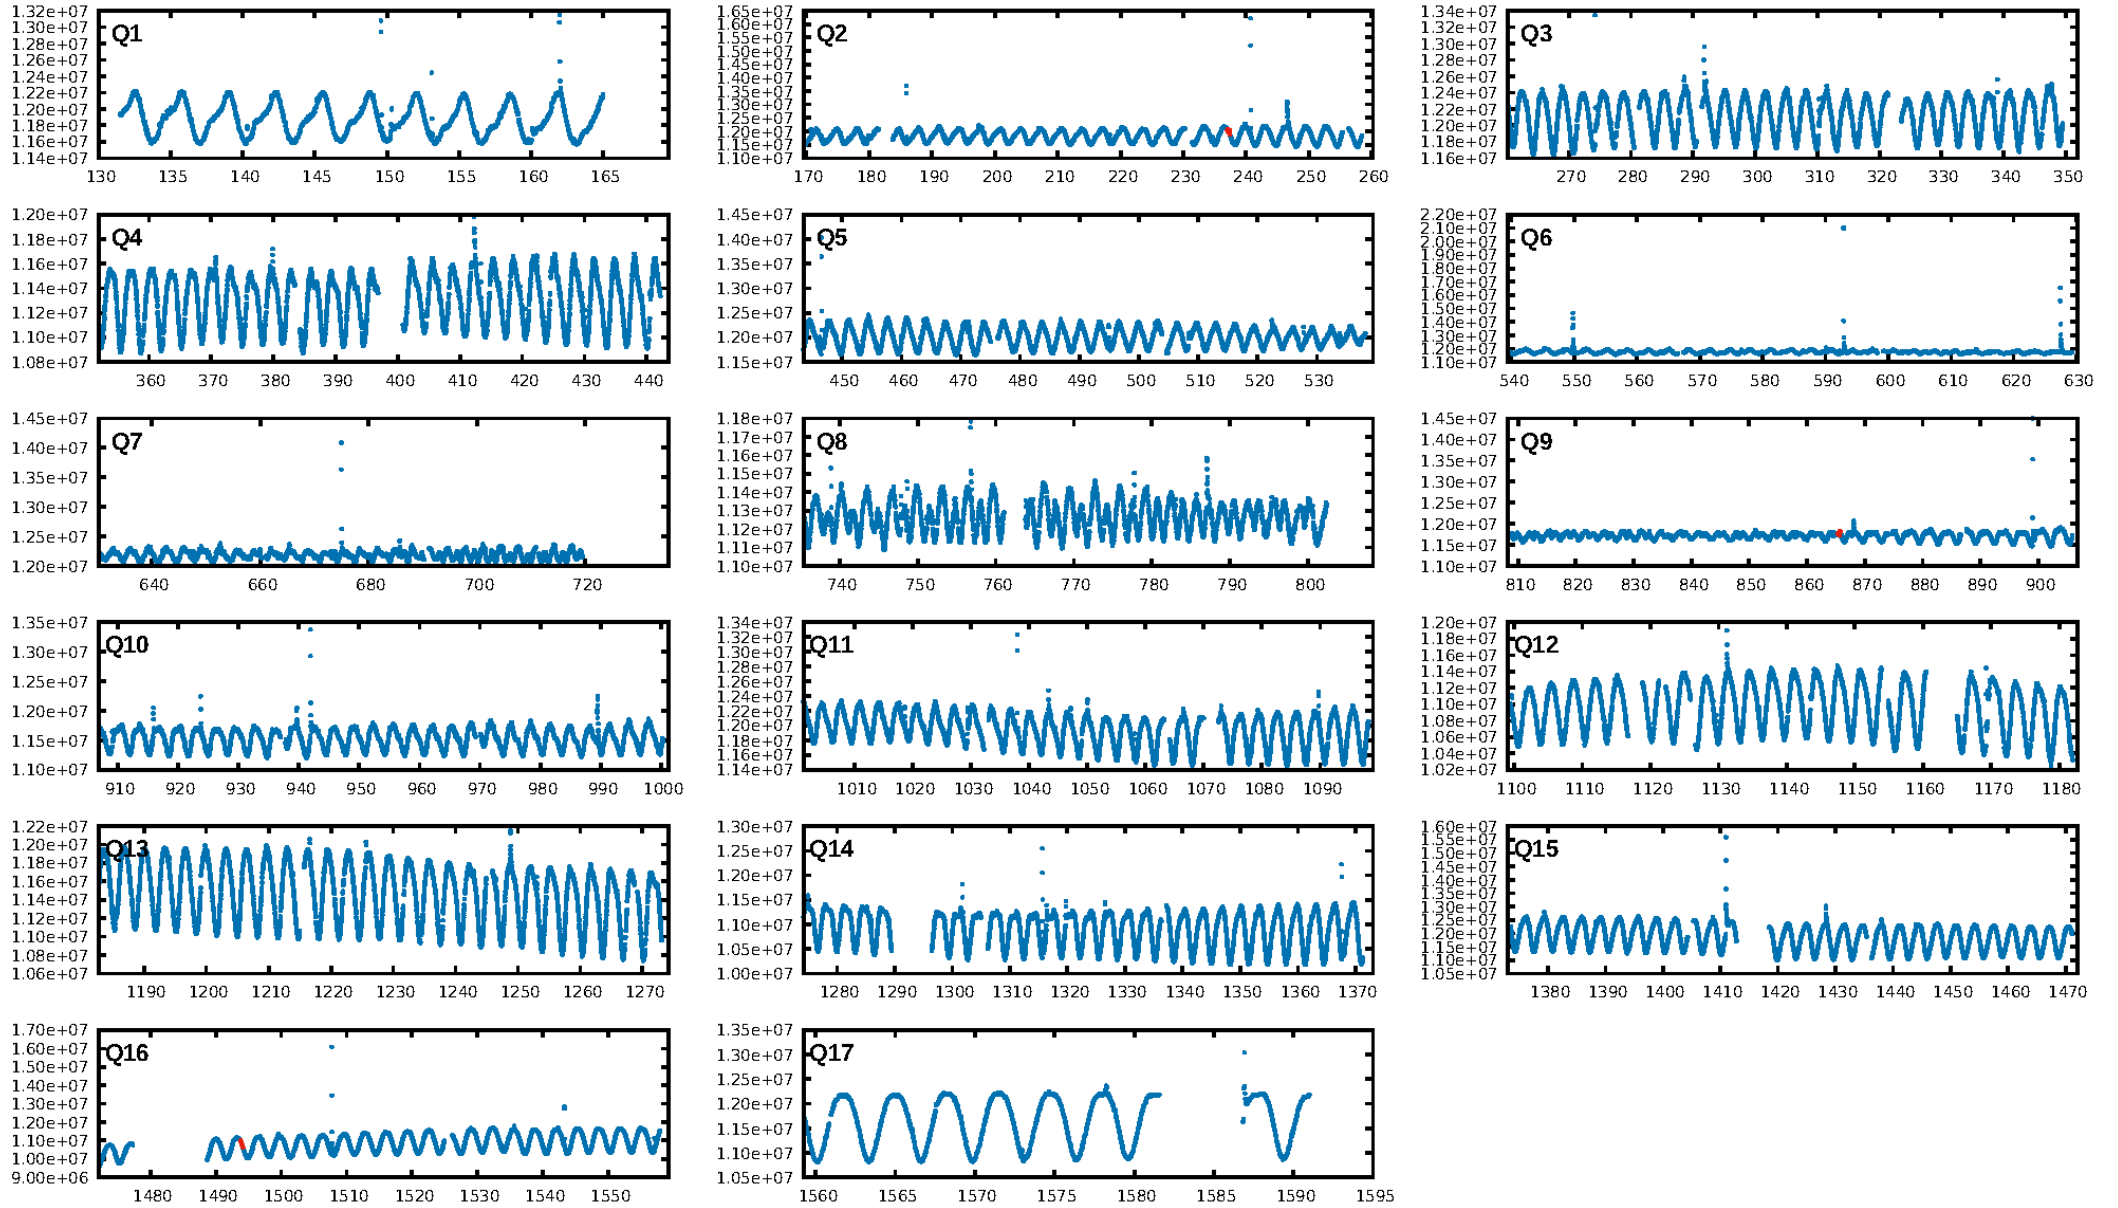 1.32e+07
1.30e+07
1.28e+07
1.26e+07
1.24e+07
1.22e+07
1.20e+07
1.18e+07
1.16e+07
1.14e+07
Q1
130 135 140 145 150 155 160 165
1.65e+07
1.60e+07
1.55e+07
1.50e+07
1.45e+07
1.40e+07
1.35e+07
1.30e+07
1.25e+07
1.20e+07
1.15e+07
1.10e+07
Q2
170 180 190 200 210 220 230 240 250 260
1.34e+07
1.32e+07
1.30e+07
1.28e+07
1.26e+07
1.24e+07
1.22e+07
1.20e+07
1.18e+07
1.16e+07
Q3
270 280 290 300 310 320 330 340 350
1.20e+07
1.18e+07
1.16e+07
1.14e+07
1.12e+07
1.10e+07
1.08e+07
Q4
360 370 380 390 400 410 420 430 440
1.45e+07
1.40e+07
1.35e+07
1.30e+07
1.25e+07
1.20e+07
1.15e+07
Q5
450 460 470 480 490 500 510 520 530
2.20e+07
2.10e+07
2.00e+07
1.90e+07
1.80e+07
1.70e+07
1.60e+07
1.50e+07
1.40e+07
1.30e+07
1.20e+07
1.10e+07
Q6
540 550 560 570 580 590 600 610 620 630
1.45e+07
1.40e+07
1.35e+07
1.30e+07
1.25e+07
1.20e+07
Q7
640 660 680 700 720
1.18e+07
1.17e+07
1.16e+07
1.15e+07
1.14e+07
1.13e+07
1.12e+07
1.11e+07
1.10e+07
Q8
740 750 760 770 780 790 800
1.45e+07
1.40e+07
1.35e+07
1.30e+07
1.25e+07
1.20e+07
1.15e+07
1.10e+07
Q9
810 820 830 840 850 860 870 880 890 900
1.35e+07
1.30e+07
1.25e+07
1.20e+07
1.15e+07
1.10e+07
Q10
910 920 930 940 950 960 970 980 990 1000
1.34e+07
1.32e+07
1.30e+07
1.28e+07
1.26e+07
1.24e+07
1.22e+07
1.20e+07
1.18e+07
1.16e+07
1.14e+07
Q11
1010 1020 1030 1040 1050 1060 1070 1080 1090
1.20e+07
1.18e+07
1.16e+07
1.14e+07
1.12e+07
1.10e+07
1.08e+07
1.06e+07
1.04e+07
1.02e+07
Q12
1100 1110 1120 1130 1140 1150 1160 1170 1180
1.22e+07
1.20e+07
1.18e+07
1.16e+07
1.14e+07
1.12e+07
1.10e+07
1.08e+07
1.06e+07
Q13
1190 1200 1210 1220 1230 1240 1250 1260 1270
1.30e+07
1.25e+07
1.20e+07
1.15e+07
1.10e+07
1.05e+07
1.00e+07
Q14
1280 1290 1300 1310 1320 1330 1340 1350 1360 1370
1.60e+07
1.55e+07
1.50e+07
1.45e+07
1.40e+07
1.35e+07
1.30e+07
1.25e+07
1.20e+07
1.15e+07
1.10e+07
1.05e+07
Q15
1380 1390 1400 1410 1420 1430 1440 1450 1460 1470
1.70e+07
1.60e+07
1.50e+07
1.40e+07
1.30e+07
1.20e+07
1.10e+07
1.00e+07
9.00e+06
Q16
1480 1490 1500 1510 1520 1530 1540 1550
1.35e+07
1.30e+07
1.25e+07
1.20e+07
1.15e+07
1.10e+07
1.05e+07
Q17
1560 1565 1570 1575 1580 1585 1590 1595